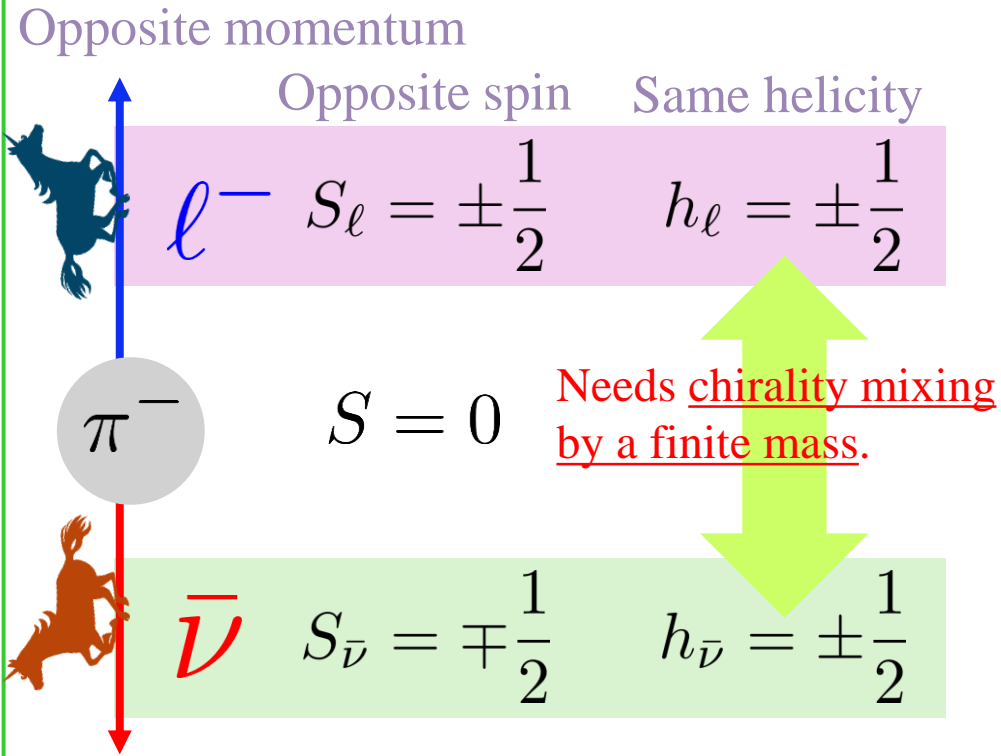 Opposite momentum
Opposite spin Same helicity
ℓ⁻ S_ℓ = ±1/2 h_ℓ = ±1/2
π⁻ S = 0 Needs chirality mixing
by a finite mass.
ν̄ S_ν̄ = ∓1/2 h_ν̄ = ±1/2